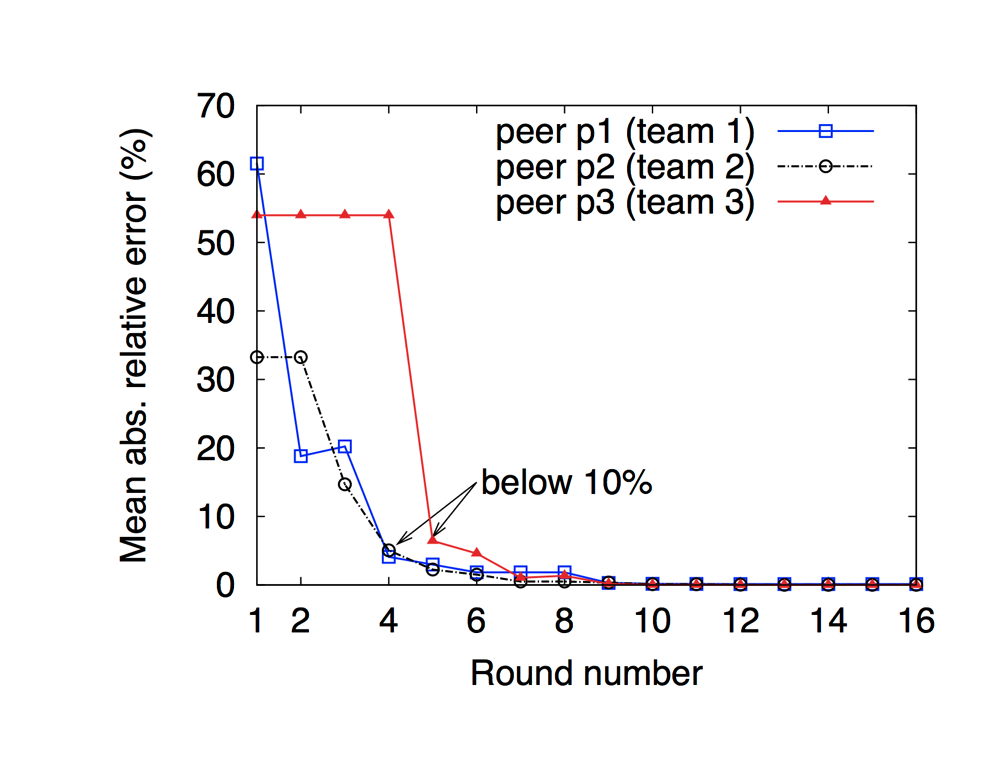 70
60
50
40
30
20
10
0
Mean abs. relative error (%)
peer p1 (team 1)
peer p2 (team 2)
peer p3 (team 3)
below 10%
1 2 4 6 8 10 12 14 16
Round number